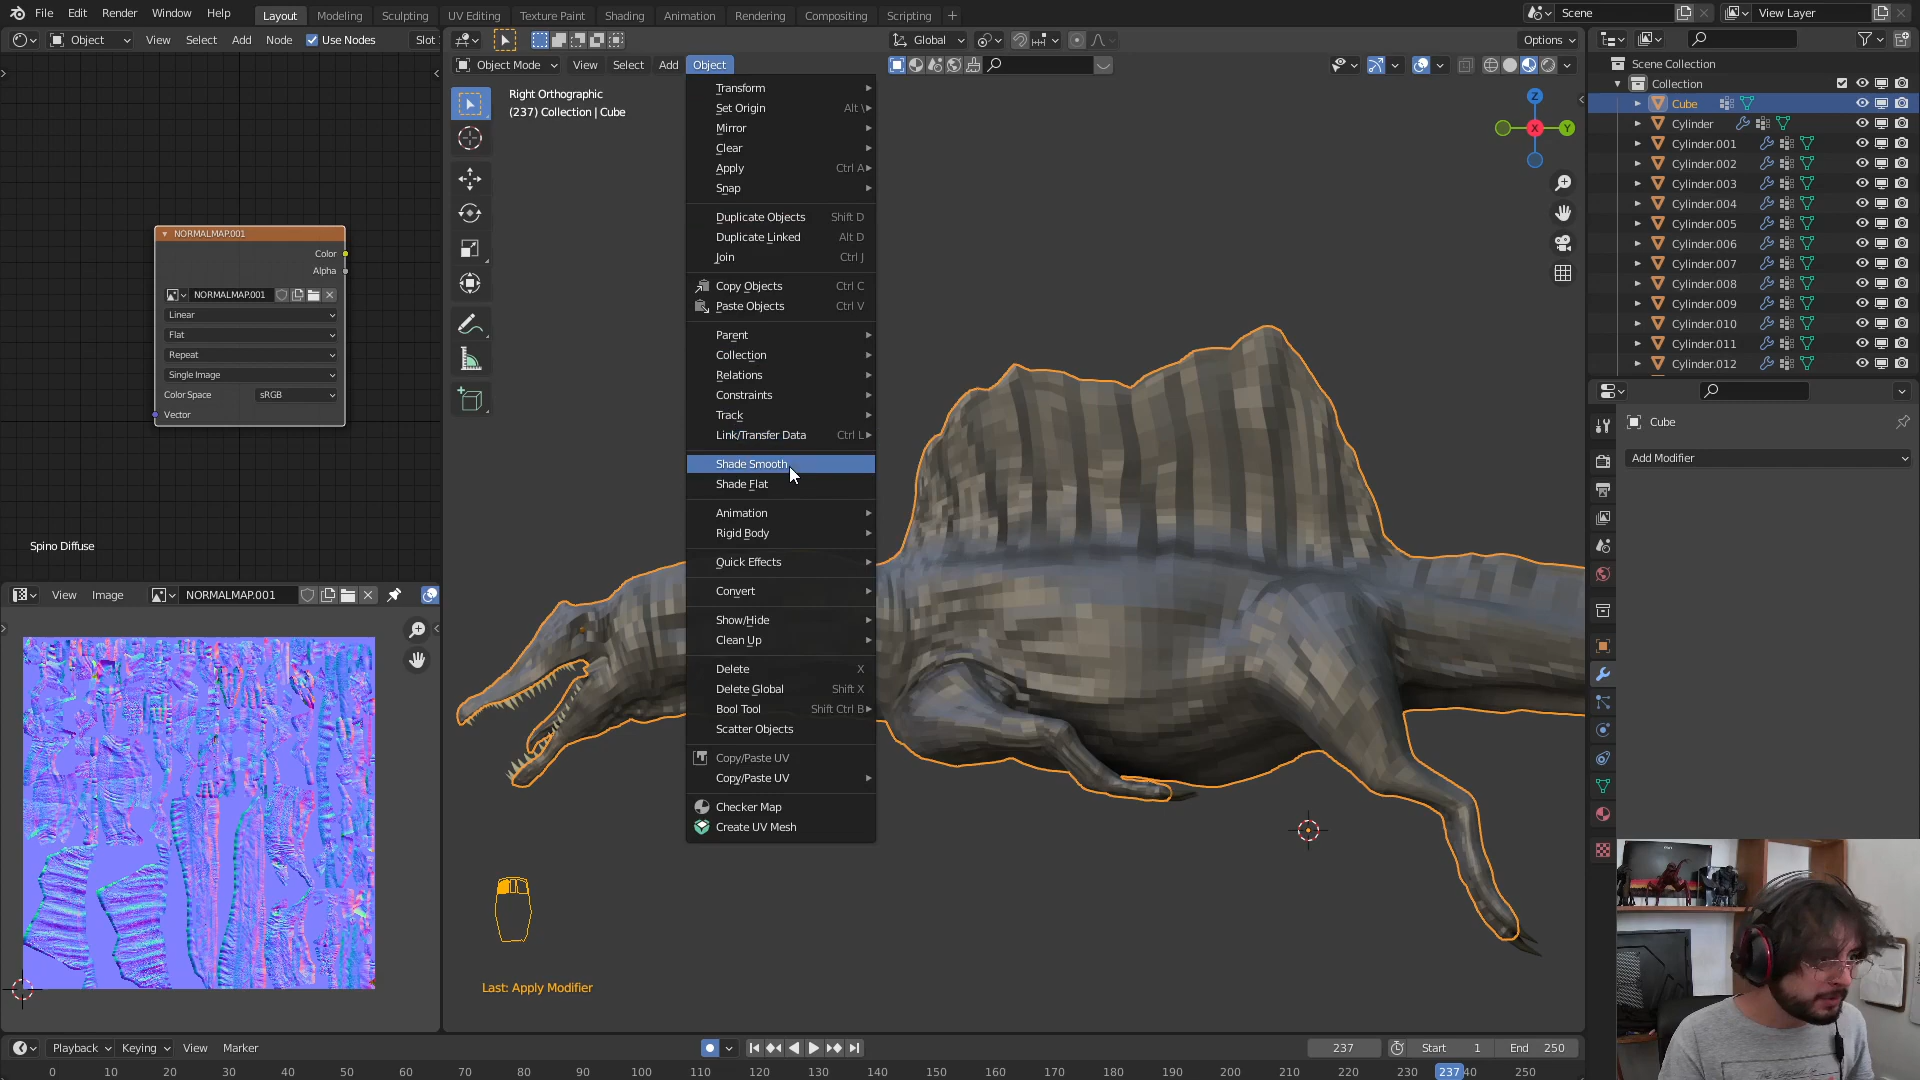 File Edit Render Window Help Layout Modeling Sculpting UV Editing Texture Paint Shading Animation Rendering Compositing Scripting + Scene View Layer
Object View Select Add Node Use Nodes Slot Global Options
Object Mode View Select Add Object
Right Orthographic
(237) Collection | Cube
Transform
Set Origin Alt \
Mirror
Clear
Apply Ctrl A
Snap
Duplicate Objects Shift D
Duplicate Linked Alt D
Join Ctrl J
Copy Objects Ctrl C
Paste Objects Ctrl V
Parent
Collection
Relations
Constraints
Track
Link/Transfer Data Ctrl L
Shade Smooth
Shade Flat
Animation
Rigid Body
Quick Effects
Convert
Show/Hide
Clean Up
Delete X
Delete Global Shift X
Bool Tool Shift Ctrl B
Scatter Objects
Copy/Paste UV
Copy/Paste UV
Checker Map
Create UV Mesh
Z
X
Y
Scene Collection
Collection
Cube
Cylinder
Cylinder.001
Cylinder.002
Cylinder.003
Cylinder.004
Cylinder.005
Cylinder.006
Cylinder.007
Cylinder.008
Cylinder.009
Cylinder.010
Cylinder.011
Cylinder.012
Cube
Add Modifier
NORMALMAP.001
Color
Alpha
NORMALMAP.001
Linear
Flat
Repeat
Single Image
Color Space sRGB
Vector
Spino Diffuse
View Image NORMALMAP.001
Last: Apply Modifier
Playback Keying View Marker 237 Start 1 End 250
0 10 20 30 40 50 60 70 80 90 100 110 120 130 140 150 160 170 180 190 200 210 220 230 237 40 250